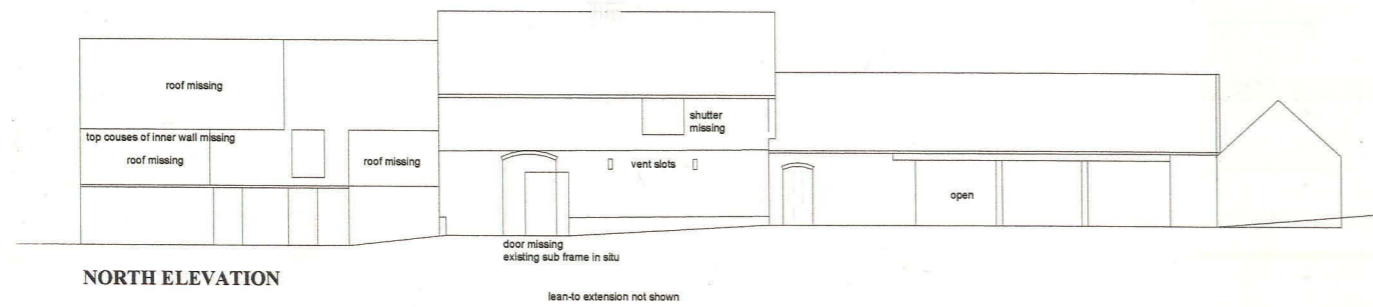 roof missing
top couses of inner wall missing
roof missing
roof missing
shutter
missing
vent slots
open
door missing
existing sub frame in situ
NORTH ELEVATION
lean-to extension not shown